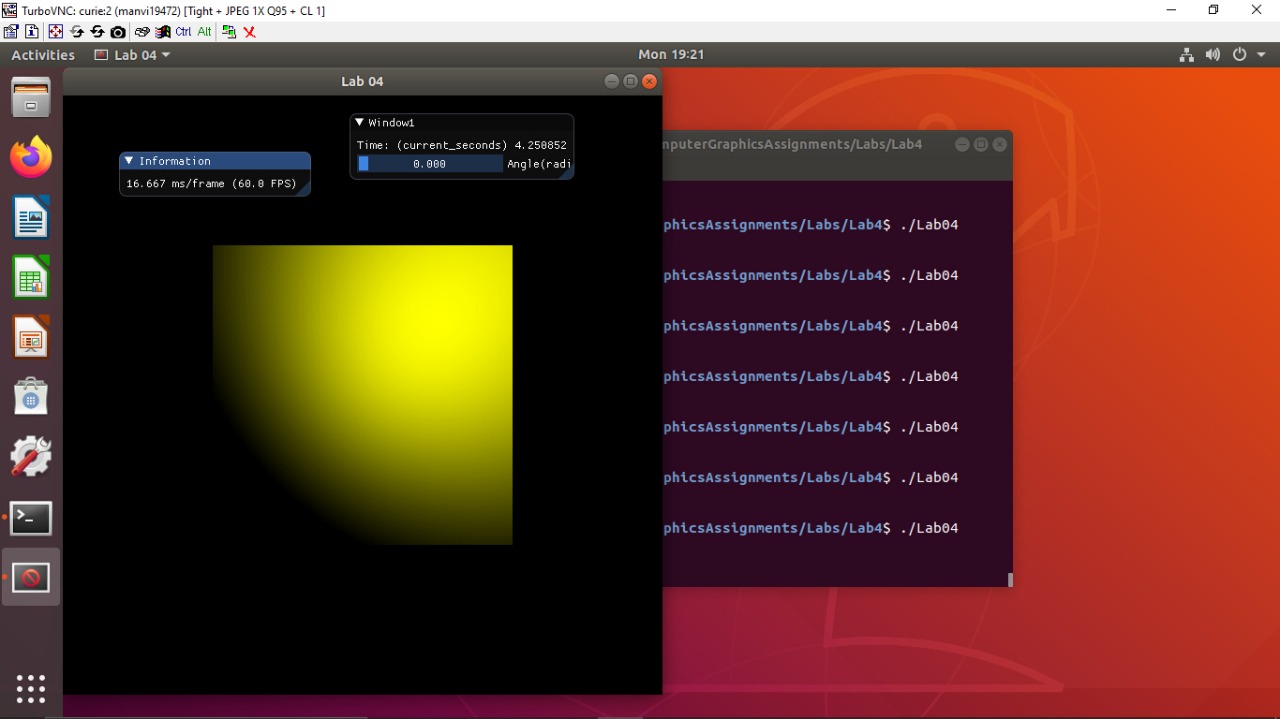 TurboVNC: curie:2 (manvi19472) [Tight + JPEG 1X Q95 + CL 1]
Ctrl Alt
Activities Lab 04 Mon 19:21
Lab 04
mputerGraphicsAssignments/Labs/Lab4
Window1
Time: (current_seconds) 4.250852
0.000 Angle(radi
Information
16.667 ms/frame (60.0 FPS)
phicsAssignments/Labs/Lab4$ ./Lab04
phicsAssignments/Labs/Lab4$ ./Lab04
phicsAssignments/Labs/Lab4$ ./Lab04
phicsAssignments/Labs/Lab4$ ./Lab04
phicsAssignments/Labs/Lab4$ ./Lab04
phicsAssignments/Labs/Lab4$ ./Lab04
phicsAssignments/Labs/Lab4$ ./Lab04